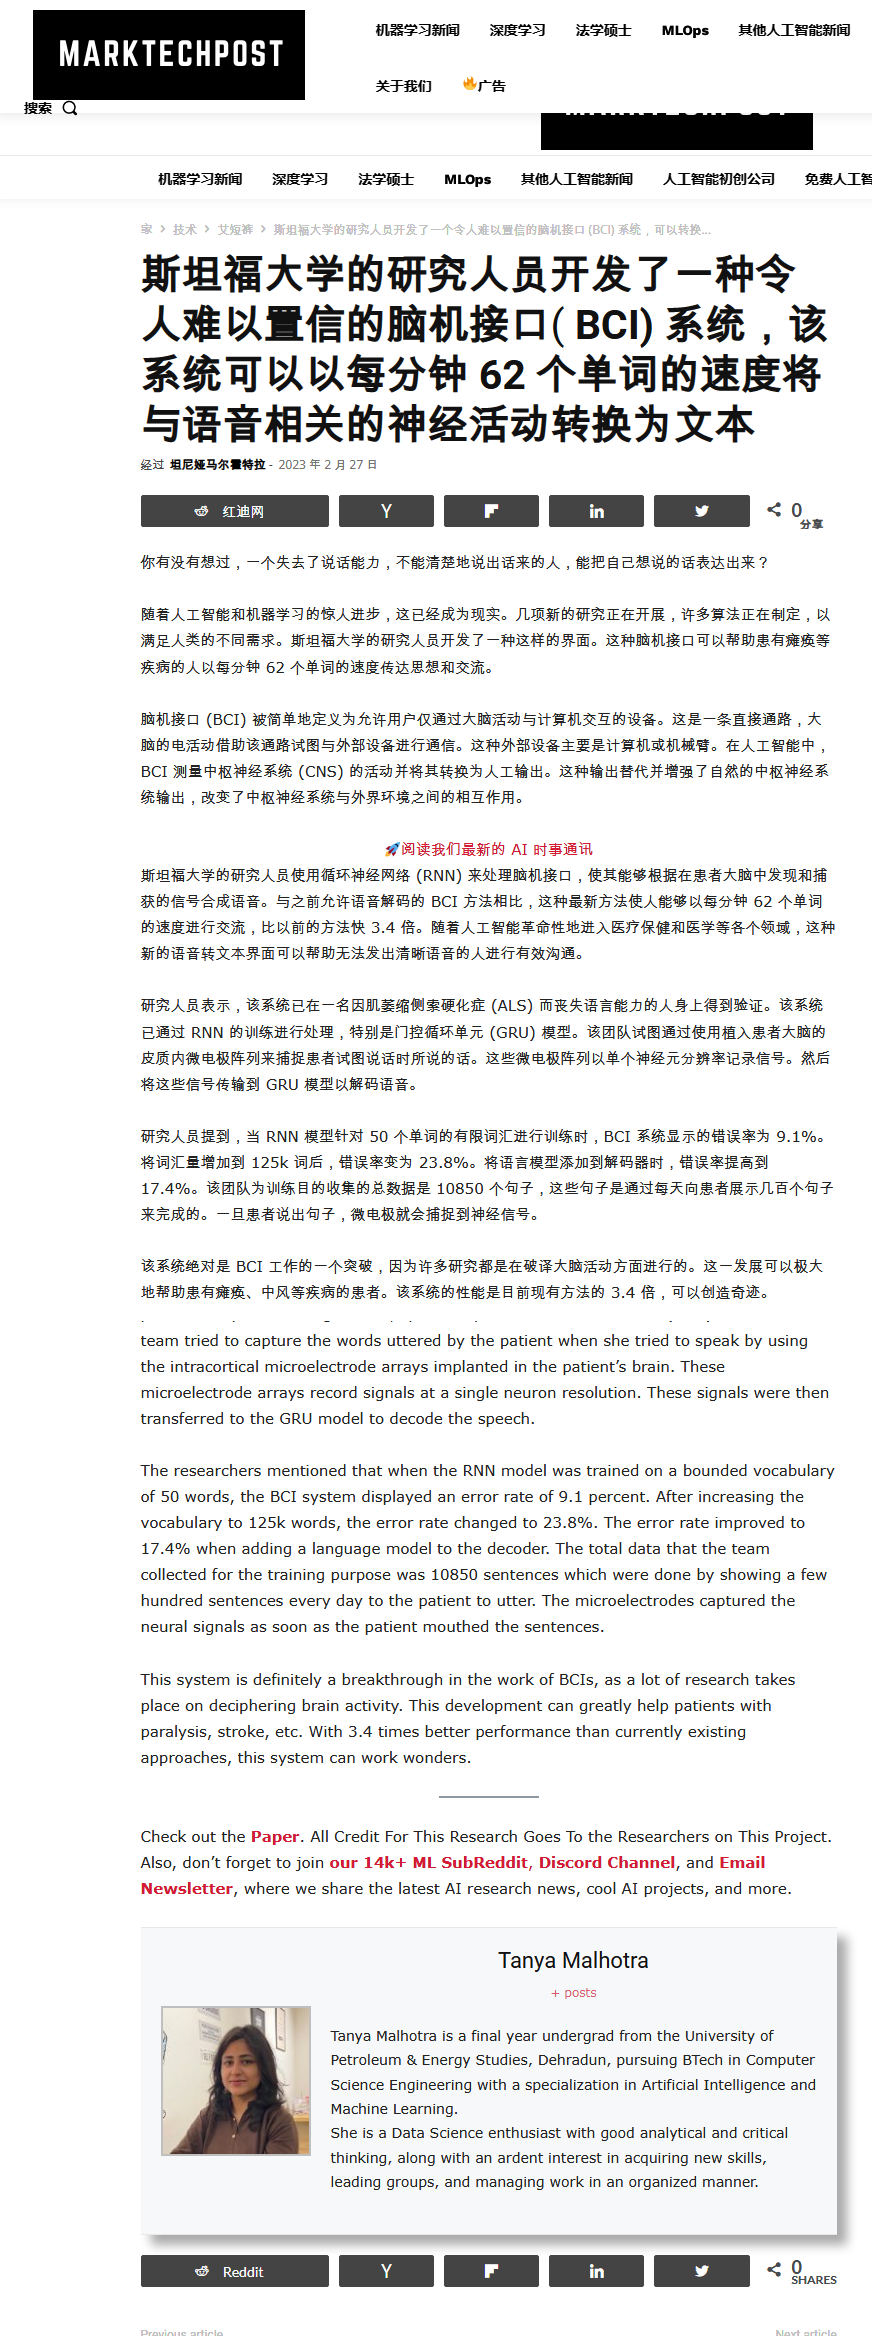 MARKTECHPOST
机器学习新闻 深度学习 法学硕士 MLOps 其他人工智能新闻
关于我们 🔥广告
搜索
机器学习新闻 深度学习 法学硕士 MLOps 其他人工智能新闻 人工智能初创公司 免费人工智
家 › 技术 › 艾短裤 › 斯坦福大学的研究人员开发了一个令人难以置信的脑机接口 (BCI) 系统，可以转换...
斯坦福大学的研究人员开发了一种令
人难以置信的脑机接口( BCI) 系统，该
系统可以以每分钟 62 个单词的速度将
与语音相关的神经活动转换为文本
经过 坦尼娅马尔霍特拉 - 2023 年 2 月 27 日
红迪网 0
分享
你有没有想过，一个失去了说话能力，不能清楚地说出话来的人，能把自己想说的话表达出来？
随着人工智能和机器学习的惊人进步，这已经成为现实。几项新的研究正在开展，许多算法正在制定，以
满足人类的不同需求。斯坦福大学的研究人员开发了一种这样的界面。这种脑机接口可以帮助患有瘫痪等
疾病的人以每分钟 62 个单词的速度传达思想和交流。
脑机接口 (BCI) 被简单地定义为允许用户仅通过大脑活动与计算机交互的设备。这是一条直接通路，大
脑的电活动借助该通路试图与外部设备进行通信。这种外部设备主要是计算机或机械臂。在人工智能中，
BCI 测量中枢神经系统 (CNS) 的活动并将其转换为人工输出。这种输出替代并增强了自然的中枢神经系
统输出，改变了中枢神经系统与外界环境之间的相互作用。
🚀阅读我们最新的 AI 时事通讯
斯坦福大学的研究人员使用循环神经网络 (RNN) 来处理脑机接口，使其能够根据在患者大脑中发现和捕
获的信号合成语音。与之前允许语音解码的 BCI 方法相比，这种最新方法使人能够以每分钟 62 个单词
的速度进行交流，比以前的方法快 3.4 倍。随着人工智能革命性地进入医疗保健和医学等各个领域，这种
新的语音转文本界面可以帮助无法发出清晰语音的人进行有效沟通。
研究人员表示，该系统已在一名因肌萎缩侧索硬化症 (ALS) 而丧失语言能力的人身上得到验证。该系统
已通过 RNN 的训练进行处理，特别是门控循环单元 (GRU) 模型。该团队试图通过使用植入患者大脑的
皮质内微电极阵列来捕捉患者试图说话时所说的话。这些微电极阵列以单个神经元分辨率记录信号。然后
将这些信号传输到 GRU 模型以解码语音。
研究人员提到，当 RNN 模型针对 50 个单词的有限词汇进行训练时，BCI 系统显示的错误率为 9.1%。
将词汇量增加到 125k 词后，错误率变为 23.8%。将语言模型添加到解码器时，错误率提高到
17.4%。该团队为训练目的收集的总数据是 10850 个句子，这些句子是通过每天向患者展示几百个句子
来完成的。一旦患者说出句子，微电极就会捕捉到神经信号。
该系统绝对是 BCI 工作的一个突破，因为许多研究都是在破译大脑活动方面进行的。这一发展可以极大
地帮助患有瘫痪、中风等疾病的患者。该系统的性能是目前现有方法的 3.4 倍，可以创造奇迹。
team tried to capture the words uttered by the patient when she tried to speak by using
the intracortical microelectrode arrays implanted in the patient’s brain. These
microelectrode arrays record signals at a single neuron resolution. These signals were then
transferred to the GRU model to decode the speech.
The researchers mentioned that when the RNN model was trained on a bounded vocabulary
of 50 words, the BCI system displayed an error rate of 9.1 percent. After increasing the
vocabulary to 125k words, the error rate changed to 23.8%. The error rate improved to
17.4% when adding a language model to the decoder. The total data that the team
collected for the training purpose was 10850 sentences which were done by showing a few
hundred sentences every day to the patient to utter. The microelectrodes captured the
neural signals as soon as the patient mouthed the sentences.
This system is definitely a breakthrough in the work of BCIs, as a lot of research takes
place on deciphering brain activity. This development can greatly help patients with
paralysis, stroke, etc. With 3.4 times better performance than currently existing
approaches, this system can work wonders.
Check out the Paper. All Credit For This Research Goes To the Researchers on This Project.
Also, don’t forget to join our 14k+ ML SubReddit, Discord Channel, and Email
Newsletter, where we share the latest AI research news, cool AI projects, and more.
Tanya Malhotra
+ posts
Tanya Malhotra is a final year undergrad from the University of
Petroleum & Energy Studies, Dehradun, pursuing BTech in Computer
Science Engineering with a specialization in Artificial Intelligence and
Machine Learning.
She is a Data Science enthusiast with good analytical and critical
thinking, along with an ardent interest in acquiring new skills,
leading groups, and managing work in an organized manner.
Reddit 0
SHARES
Previous article Next article